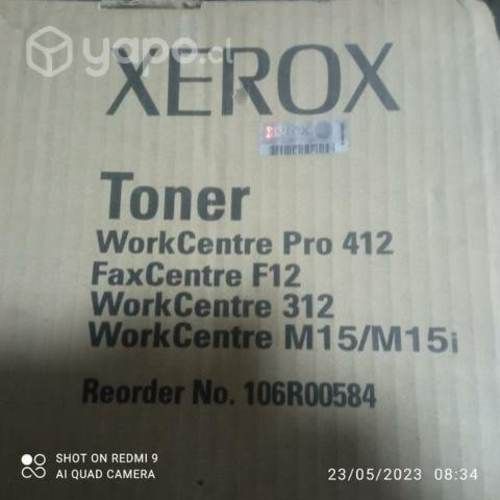 yapo.cl
XEROX
XEROX
Toner
WorkCentre Pro 412
FaxCentre F12
WorkCentre 312
WorkCentre M15/M15i
Reorder No. 106R00584
SHOT ON REDMI 9
AI QUAD CAMERA
23/05/2023 08:34